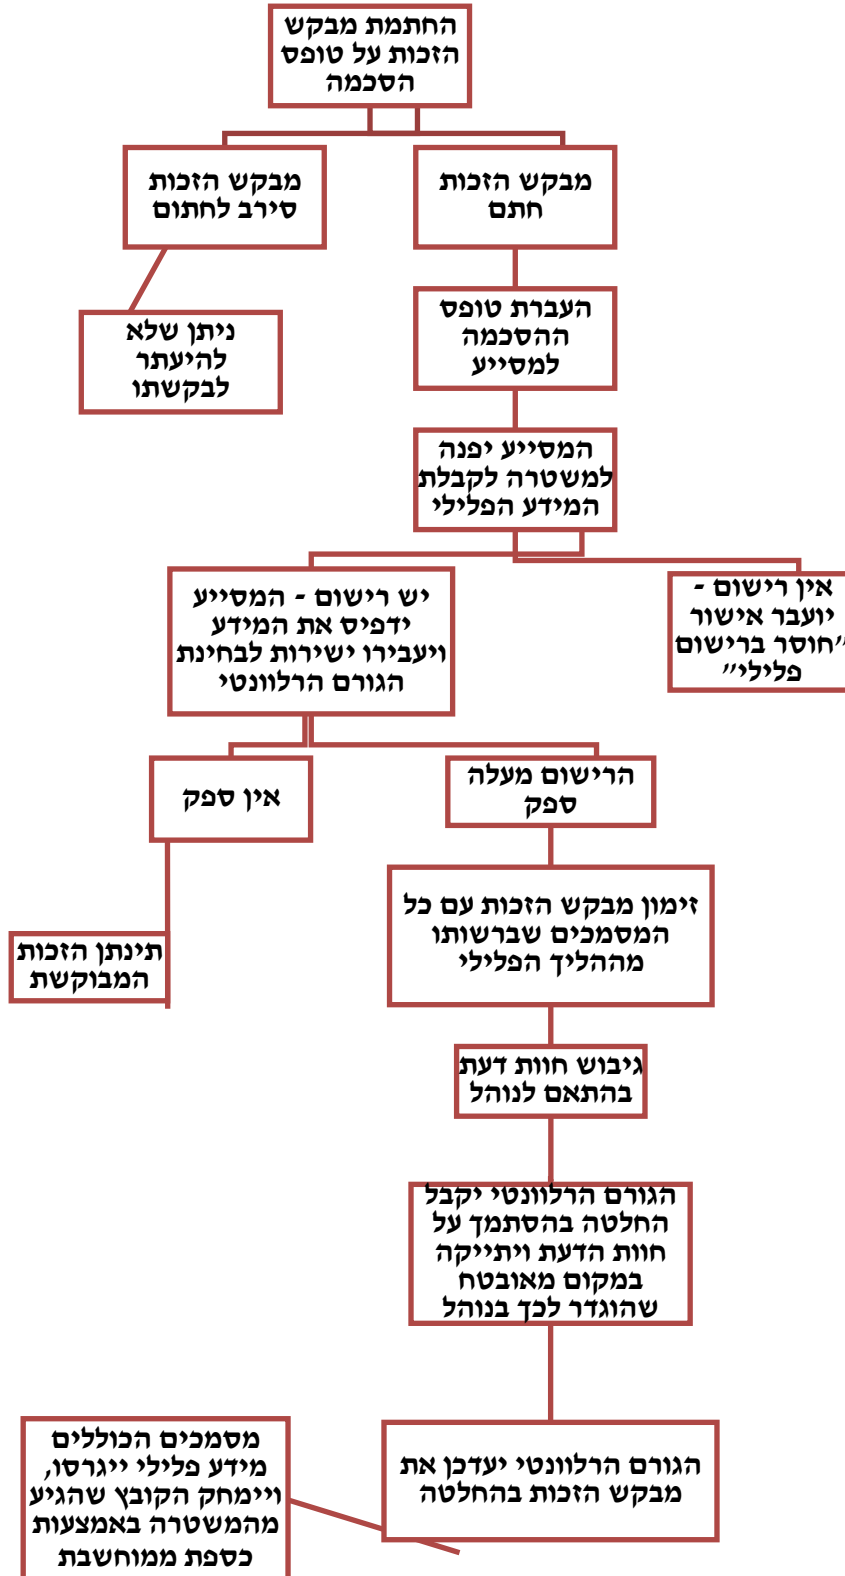 החתמת מבקש
הזכות על טופס
הסכמה
מבקש הזכות
חתם
מבקש הזכות
סירב לחתום
העברת טופס
ההסכמה
למסייע
ניתן שלא
להיעתר
לבקשתו
המסייע יפנה
למשטרה לקבלת
המידע הפלילי
אין רישום -
יועבר אישור
"חוסר ברישום
פלילי"
יש רישום - המסייע
ידפיס את המידע
ויעבירו ישירות לבחינת
הגורם הרלוונטי
הרישום מעלה
ספק
אין ספק
זימון מבקש הזכות עם כל
המסמכים שברשותו
מההליך הפלילי
תינתן הזכות
המבוקשת
גיבוש חוות דעת
בהתאם לנוהל
הגורם הרלוונטי יקבל
החלטה בהסתמך על
חוות הדעת ויתייקה
במקום מאובטח
שהוגדר לכך בנוהל
הגורם הרלוונטי יעדכן את
מבקש הזכות בהחלטה
מסמכים הכוללים
מידע פלילי ייגרסו,
ויימחק הקובץ שהגיע
מהמשטרה באמצעות
כספת ממוחשבת